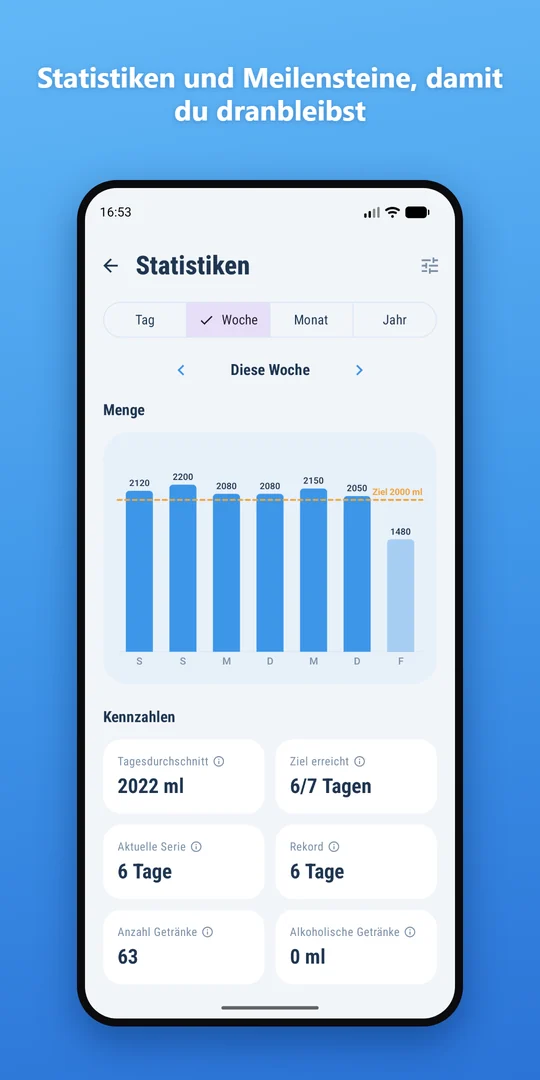 Statistiken und Meilensteine, damit
du dranbleibst
16:53
Statistiken
Tag
Woche
Monat
Jahr
Diese Woche
Menge
2120
2200
2080
2080
2150
2050
Ziel 2000 ml
1480
S
S
M
D
M
D
F
Kennzahlen
Tagesdurchschnitt
Ziel erreicht
2022 ml
6/7 Tagen
Aktuelle Serie
Rekord
6 Tage
6 Tage
Anzahl Getränke
Alkoholische Getränke
63
0 ml